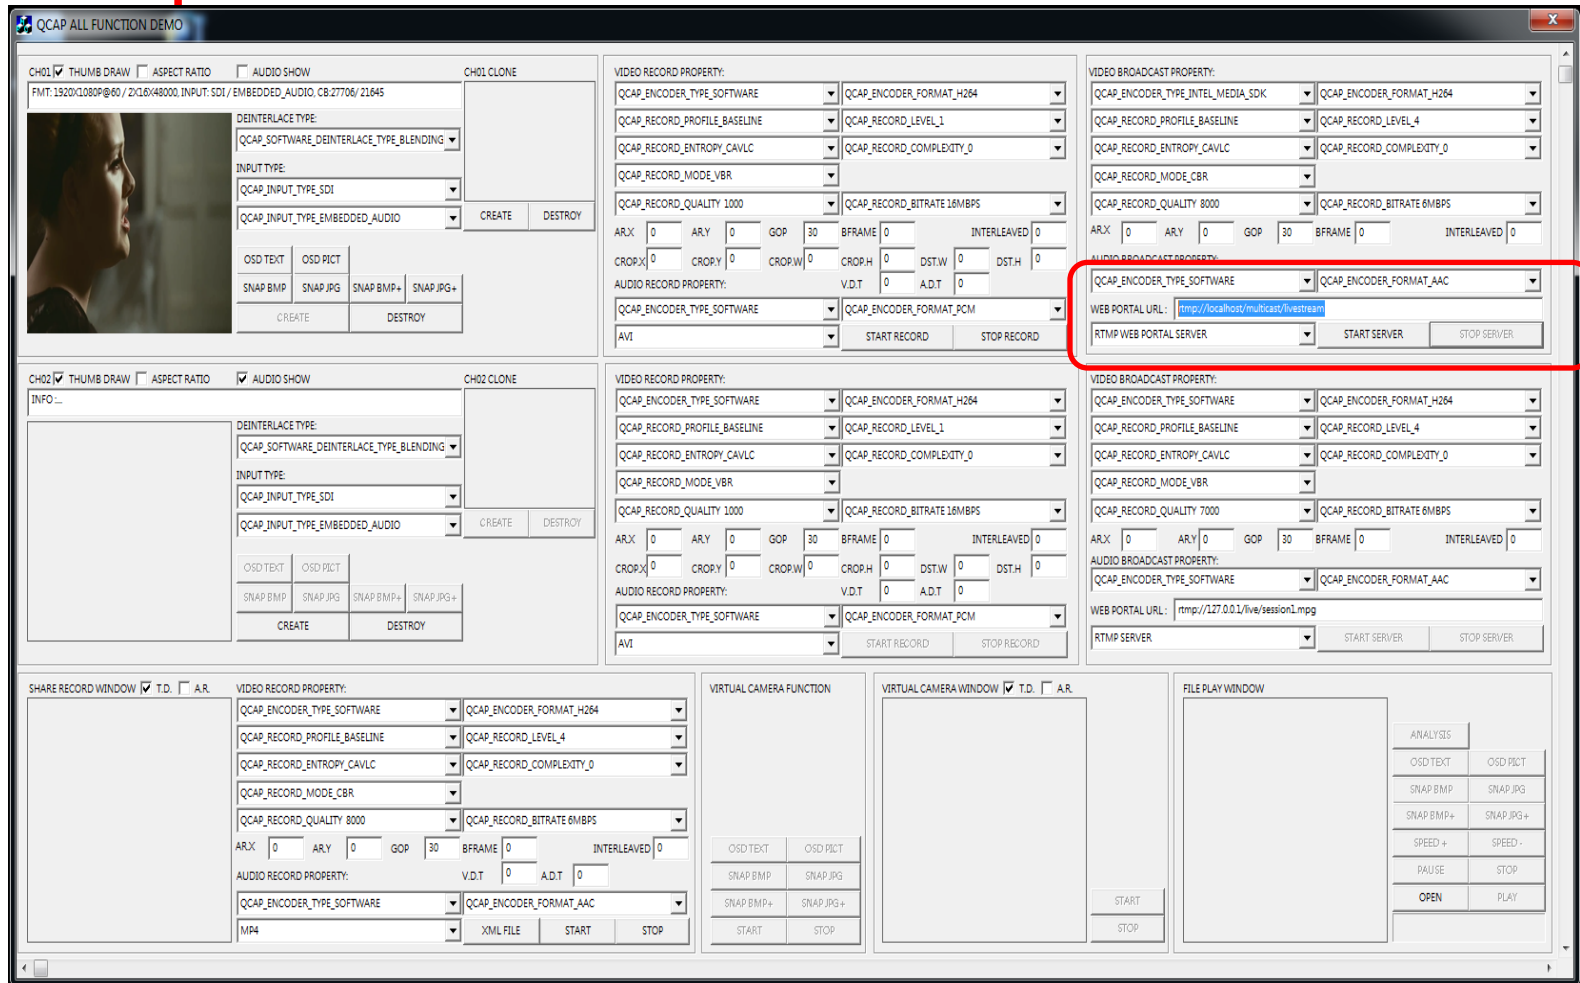 QCAP ALL FUNCTION DEMO
X
CH01 THUMB DRAW ASPECT RATIO AUDIO SHOW CH01 CLONE
FMT: 1920X1080P@60 / 2X16X48000, INPUT: SDI / EMBEDDED_AUDIO, CB:27706/ 21645
DEINTERLACE TYPE:
QCAP_SOFTWARE_DEINTERLACE_TYPE_BLENDING
INPUT TYPE:
QCAP_INPUT_TYPE_SDI
QCAP_INPUT_TYPE_EMBEDDED_AUDIO CREATE DESTROY
OSD TEXT OSD PICT
SNAP BMP SNAP JPG SNAP BMP+ SNAP JPG+
CREATE DESTROY
VIDEO RECORD PROPERTY:
QCAP_ENCODER_TYPE_SOFTWARE QCAP_ENCODER_FORMAT_H264
QCAP_RECORD_PROFILE_BASELINE QCAP_RECORD_LEVEL_1
QCAP_RECORD_ENTROPY_CAVLC QCAP_RECORD_COMPLEXITY_0
QCAP_RECORD_MODE_VBR
QCAP_RECORD_QUALITY 1000 QCAP_RECORD_BITRATE 16MBPS
AR.X 0 AR.Y 0 GOP 30 BFRAME 0 INTERLEAVED 0
CROP.X 0 CROP.Y 0 CROP.W 0 CROP.H 0 DST.W 0 DST.H 0
AUDIO RECORD PROPERTY: V.D.T 0 A.D.T 0
QCAP_ENCODER_TYPE_SOFTWARE QCAP_ENCODER_FORMAT_PCM
AVI START RECORD STOP RECORD
VIDEO BROADCAST PROPERTY:
QCAP_ENCODER_TYPE_INTEL_MEDIA_SDK QCAP_ENCODER_FORMAT_H264
QCAP_RECORD_PROFILE_BASELINE QCAP_RECORD_LEVEL_4
QCAP_RECORD_ENTROPY_CAVLC QCAP_RECORD_COMPLEXITY_0
QCAP_RECORD_MODE_CBR
QCAP_RECORD_QUALITY 8000 QCAP_RECORD_BITRATE 6MBPS
AR.X 0 AR.Y 0 GOP 30 BFRAME 0 INTERLEAVED 0
AUDIO BROADCAST PROPERTY:
QCAP_ENCODER_TYPE_SOFTWARE QCAP_ENCODER_FORMAT_AAC
WEB PORTAL URL : rtmp://localhost/multicast/livestream
RTMP WEB PORTAL SERVER START SERVER STOP SERVER
CH02 THUMB DRAW ASPECT RATIO AUDIO SHOW CH02 CLONE
INFO :...
DEINTERLACE TYPE:
QCAP_SOFTWARE_DEINTERLACE_TYPE_BLENDING
INPUT TYPE:
QCAP_INPUT_TYPE_SDI
QCAP_INPUT_TYPE_EMBEDDED_AUDIO CREATE DESTROY
OSD TEXT OSD PICT
SNAP BMP SNAP JPG SNAP BMP+ SNAP JPG+
CREATE DESTROY
VIDEO RECORD PROPERTY:
QCAP_ENCODER_TYPE_SOFTWARE QCAP_ENCODER_FORMAT_H264
QCAP_RECORD_PROFILE_BASELINE QCAP_RECORD_LEVEL_1
QCAP_RECORD_ENTROPY_CAVLC QCAP_RECORD_COMPLEXITY_0
QCAP_RECORD_MODE_VBR
QCAP_RECORD_QUALITY 1000 QCAP_RECORD_BITRATE 16MBPS
AR.X 0 AR.Y 0 GOP 30 BFRAME 0 INTERLEAVED 0
CROP.X 0 CROP.Y 0 CROP.W 0 CROP.H 0 DST.W 0 DST.H 0
AUDIO RECORD PROPERTY: V.D.T 0 A.D.T 0
QCAP_ENCODER_TYPE_SOFTWARE QCAP_ENCODER_FORMAT_PCM
AVI START RECORD STOP RECORD
VIDEO BROADCAST PROPERTY:
QCAP_ENCODER_TYPE_SOFTWARE QCAP_ENCODER_FORMAT_H264
QCAP_RECORD_PROFILE_BASELINE QCAP_RECORD_LEVEL_4
QCAP_RECORD_ENTROPY_CAVLC QCAP_RECORD_COMPLEXITY_0
QCAP_RECORD_MODE_VBR
QCAP_RECORD_QUALITY 7000 QCAP_RECORD_BITRATE 6MBPS
AR.X 0 AR.Y 0 GOP 30 BFRAME 0 INTERLEAVED 0
AUDIO BROADCAST PROPERTY:
QCAP_ENCODER_TYPE_SOFTWARE QCAP_ENCODER_FORMAT_AAC
WEB PORTAL URL : rtmp://127.0.0.1/live/session1.mpg
RTMP SERVER START SERVER STOP SERVER
SHARE RECORD WINDOW T.D. A.R. VIDEO RECORD PROPERTY:
QCAP_ENCODER_TYPE_SOFTWARE QCAP_ENCODER_FORMAT_H264
QCAP_RECORD_PROFILE_BASELINE QCAP_RECORD_LEVEL_4
QCAP_RECORD_ENTROPY_CAVLC QCAP_RECORD_COMPLEXITY_0
QCAP_RECORD_MODE_CBR
QCAP_RECORD_QUALITY 8000 QCAP_RECORD_BITRATE 6MBPS
AR.X 0 AR.Y 0 GOP 30 BFRAME 0 INTERLEAVED 0
AUDIO RECORD PROPERTY: V.D.T 0 A.D.T 0
QCAP_ENCODER_TYPE_SOFTWARE QCAP_ENCODER_FORMAT_AAC
MP4 XML FILE START STOP
VIRTUAL CAMERA FUNCTION
OSD TEXT OSD PICT
SNAP BMP SNAP JPG
SNAP BMP+ SNAP JPG+
START STOP
VIRTUAL CAMERA WINDOW T.D. A.R.
START
STOP
FILE PLAY WINDOW
ANALYSIS
OSD TEXT OSD PICT
SNAP BMP SNAP JPG
SNAP BMP+ SNAP JPG+
SPEED + SPEED -
PAUSE STOP
OPEN PLAY